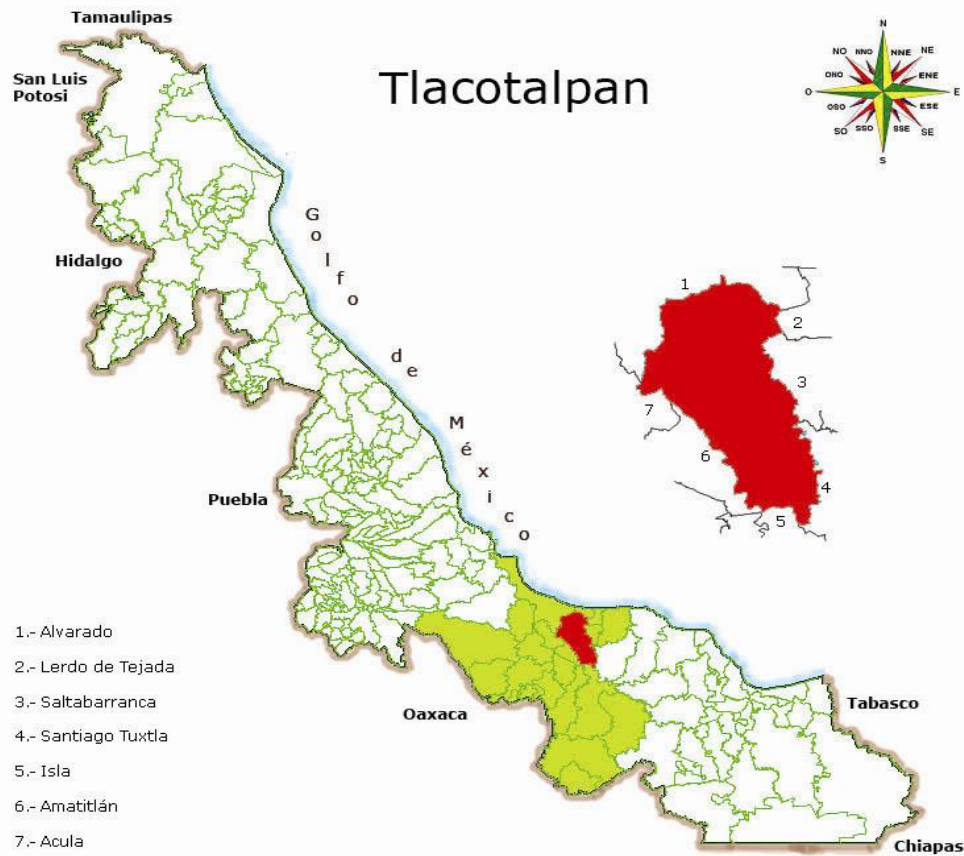 Tamaulipas
San Luis
Potosi
Tlacotalpan
N
NNO
NNE
NO
NE
ONO
ENE
O
E
OSO
ESE
SO
SSO
SSE
SE
S
Hidalgo
Golfo
de
México
Puebla
1
2
3
7
6
4
5
1.- Alvarado
2.- Lerdo de Tejada
3.- Saltabarranca
4.- Santiago Tuxtla
5.- Isla
6.- Amatitlán
7.- Acula
Oaxaca
Tabasco
Chiapas